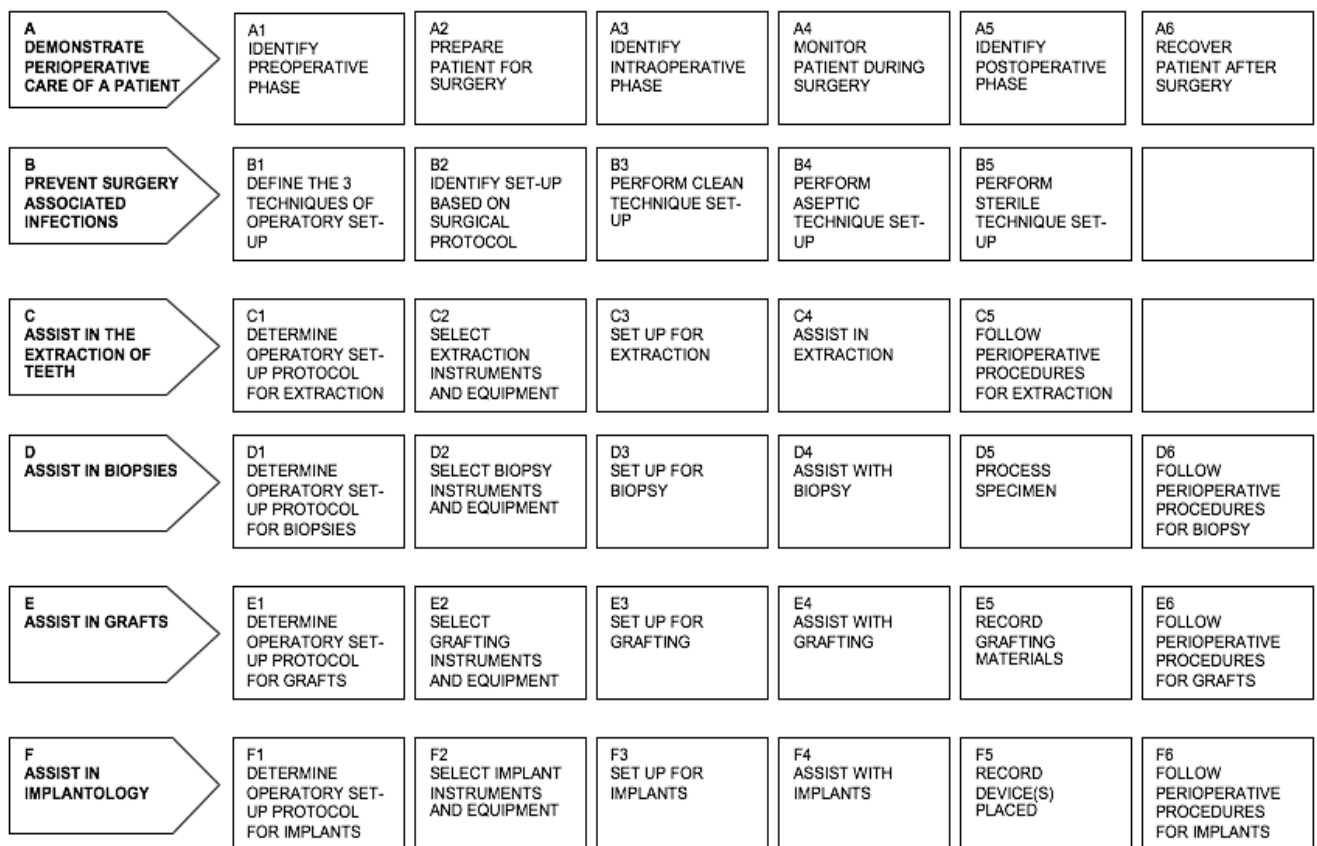 A
DEMONSTRATE
PERIOPERATIVE
CARE OF A PATIENT
A1
IDENTIFY
PREOPERATIVE
PHASE
A2
PREPARE
PATIENT FOR
SURGERY
A3
IDENTIFY
INTRAOPERATIVE
PHASE
A4
MONITOR
PATIENT DURING
SURGERY
A5
IDENTIFY
POSTOPERATIVE
PHASE
A6
RECOVER
PATIENT AFTER
SURGERY
B
PREVENT SURGERY
ASSOCIATED
INFECTIONS
B1
DEFINE THE 3
TECHNIQUES OF
OPERATORY SET-
UP
B2
IDENTIFY SET-UP
BASED ON
SURGICAL
PROTOCOL
B3
PERFORM CLEAN
TECHNIQUE SET-
UP
B4
PERFORM
ASEPTIC
TECHNIQUE SET-
UP
B5
PERFORM
STERILE
TECHNIQUE SET-
UP
C
ASSIST IN THE
EXTRACTION OF
TEETH
C1
DETERMINE
OPERATORY SET-
UP PROTOCOL
FOR EXTRACTION
C2
SELECT
EXTRACTION
INSTRUMENTS
AND EQUIPMENT
C3
SET UP FOR
EXTRACTION
C4
ASSIST IN
EXTRACTION
C5
FOLLOW
PERIOPERATIVE
PROCEDURES
FOR EXTRACTION
D
ASSIST IN BIOPSIES
D1
DETERMINE
OPERATORY SET-
UP PROTOCOL
FOR BIOPSIES
D2
SELECT BIOPSY
INSTRUMENTS
AND EQUIPMENT
D3
SET UP FOR
BIOPSY
D4
ASSIST WITH
BIOPSY
D5
PROCESS
SPECIMEN
D6
FOLLOW
PERIOPERATIVE
PROCEDURES
FOR BIOPSY
E
ASSIST IN GRAFTS
E1
DETERMINE
OPERATORY SET-
UP PROTOCOL
FOR GRAFTS
E2
SELECT
GRAFTING
INSTRUMENTS
AND EQUIPMENT
E3
SET UP FOR
GRAFTING
E4
ASSIST WITH
GRAFTING
E5
RECORD
GRAFTING
MATERIALS
E6
FOLLOW
PERIOPERATIVE
PROCEDURES
FOR GRAFTS
F
ASSIST IN
IMPLANTOLOGY
F1
DETERMINE
OPERATORY SET-
UP PROTOCOL
FOR IMPLANTS
F2
SELECT IMPLANT
INSTRUMENTS
AND EQUIPMENT
F3
SET UP FOR
IMPLANTS
F4
ASSIST WITH
IMPLANTS
F5
RECORD
DEVICE(S)
PLACED
F6
FOLLOW
PERIOPERATIVE
PROCEDURES
FOR IMPLANTS